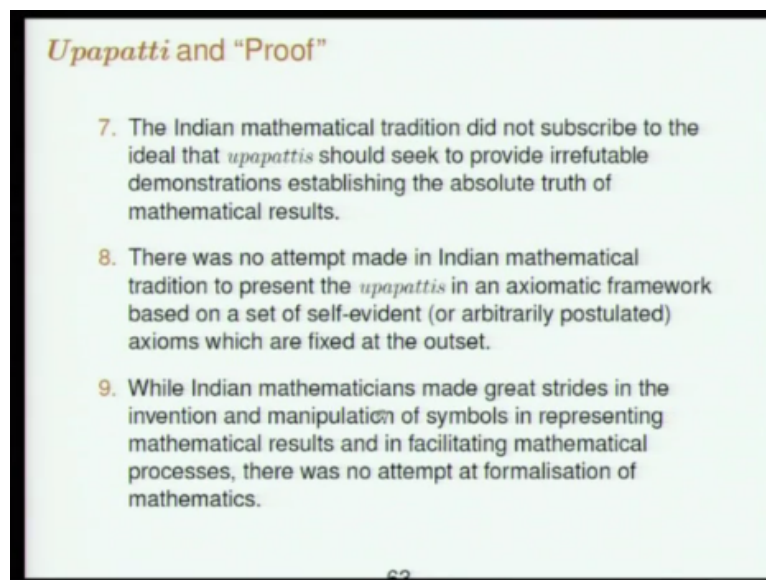 Upapatti and “Proof”
7. The Indian mathematical tradition did not subscribe to the
ideal that upapattis should seek to provide irrefutable
demonstrations establishing the absolute truth of
mathematical results.
8. There was no attempt made in Indian mathematical
tradition to present the upapattis in an axiomatic framework
based on a set of self-evident (or arbitrarily postulated)
axioms which are fixed at the outset.
9. While Indian mathematicians made great strides in the
invention and manipulation of symbols in representing
mathematical results and in facilitating mathematical
processes, there was no attempt at formalisation of
mathematics.